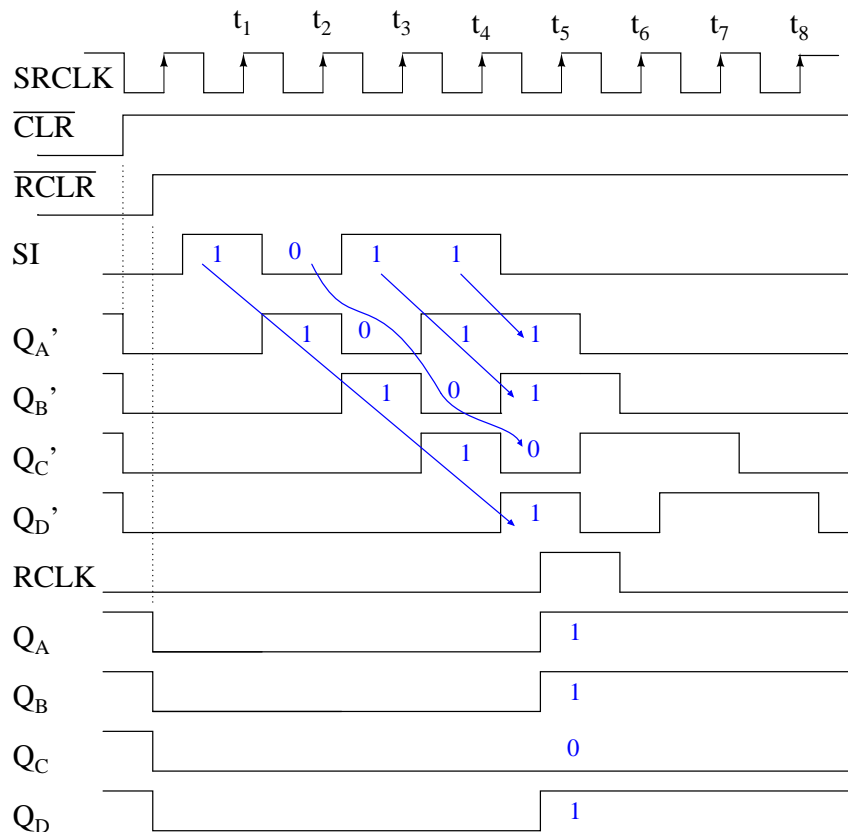 t1 t2 t3 t4 t5 t6 t7 t8
SRCLK
CLR
RCLR
SI 1 0 1 1
QA' 1 0 1 1
QB' 1 0 1
QC' 1 0
QD' 1
RCLK
QA 1
QB 1
QC 0
QD 1